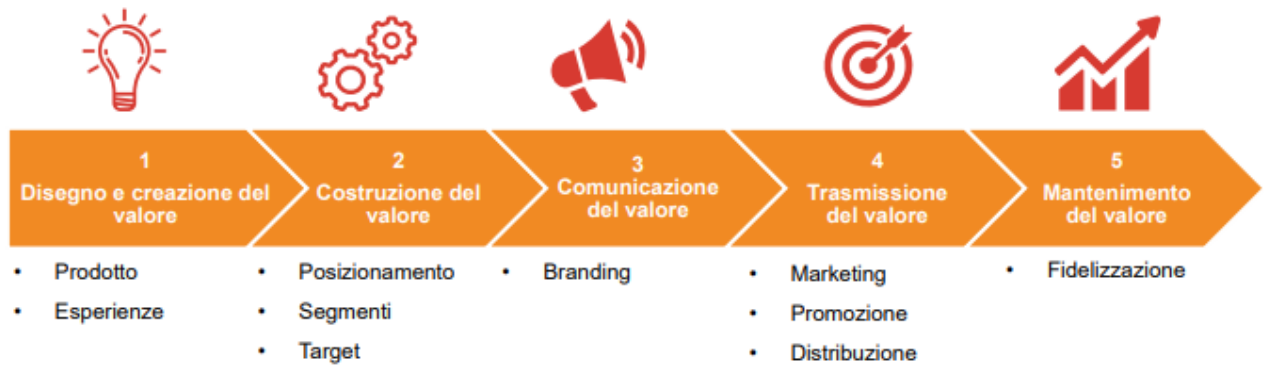 1
Disegno e creazione del
valore
2
Costruzione del
valore
3
Comunicazione
del valore
4
Trasmissione
del valore
5
Mantenimento
del valore
• Prodotto
• Esperienze
• Posizionamento
• Segmenti
• Target
• Branding
• Marketing
• Promozione
• Distribuzione
• Fidelizzazione